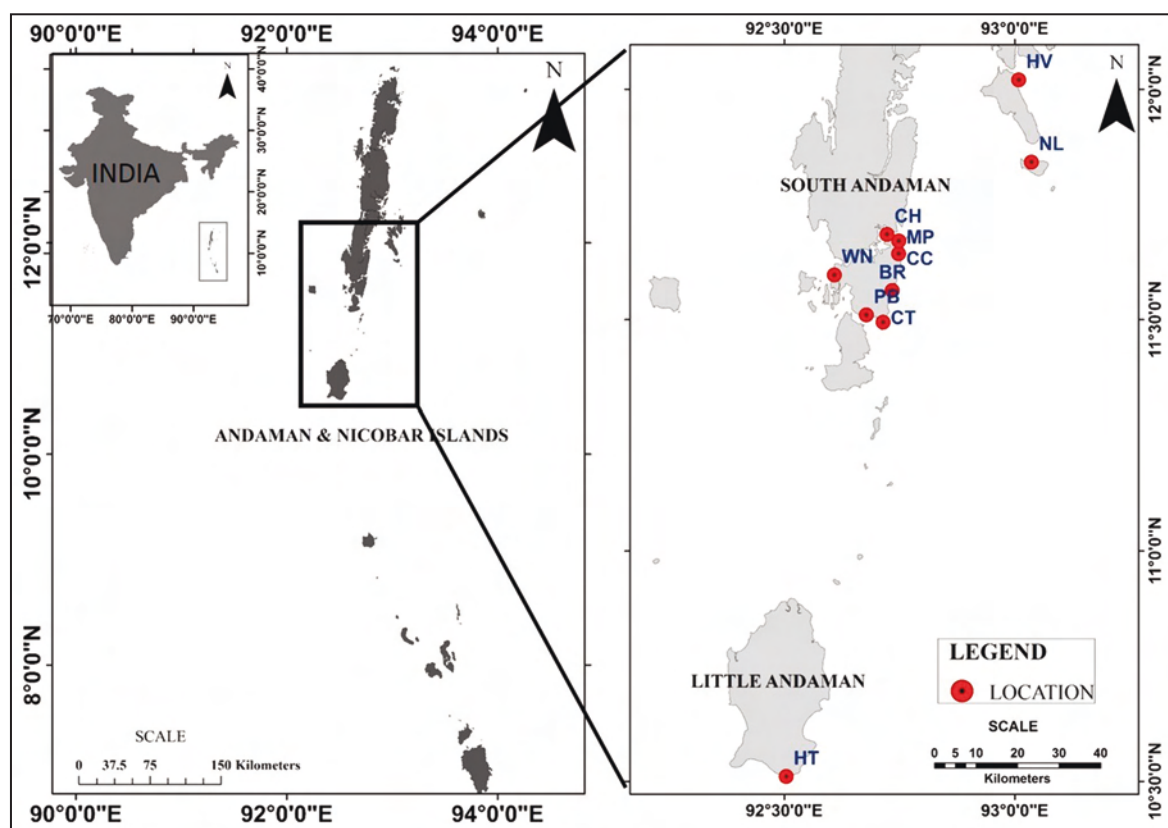 90°0'0"E 92°0'0"E 94°0'0"E
92°30'0"E 93°0'0"E
INDIA
N
40°0'0"N
30°0'0"N
20°0'0"N
10°0'0"N
70°0'0"E 80°0'0"E 90°0'0"E
N
12°0'0"N
10°0'0"N
8°0'0"N
ANDAMAN & NICOBAR ISLANDS
SCALE
0 37.5 75 150 Kilometers
90°0'0"E 92°0'0"E 94°0'0"E
N
HV
NL
SOUTH ANDAMAN
CH
MP
CC
WN
BR
PB
CT
LITTLE ANDAMAN
HT
12°0'0"N
11°30'0"N
11°0'0"N
10°30'0"N
LEGEND
LOCATION
SCALE
0 5 10 20 30 40
Kilometers
92°30'0"E 93°0'0"E